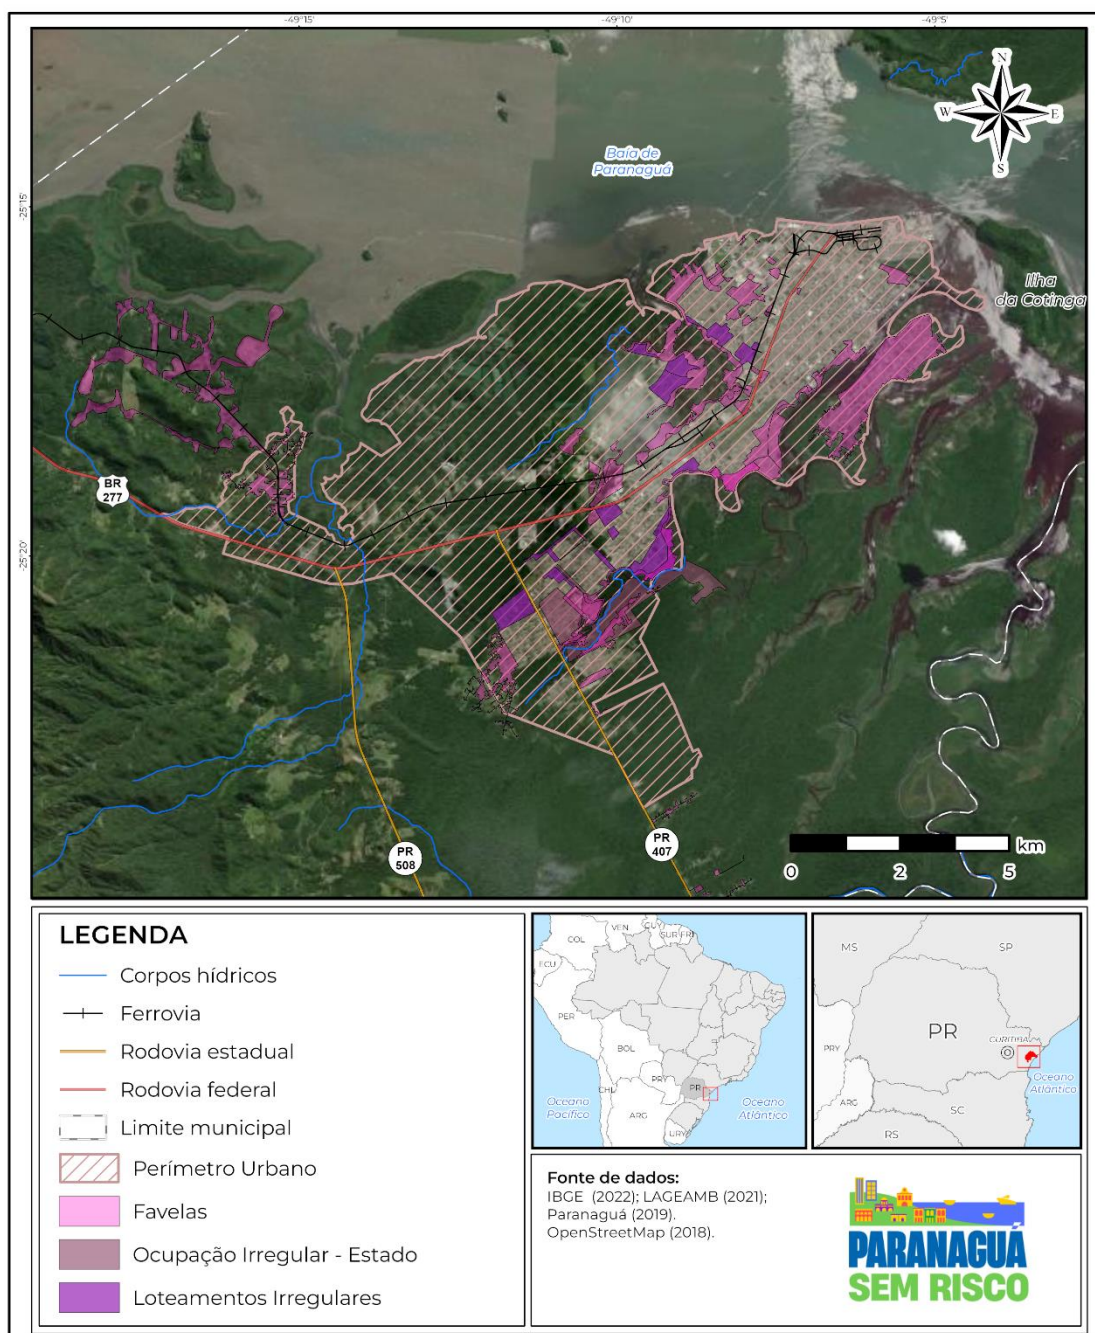 -49°15'
-49°10'
-49°5'
N
W
E
S
Baía de
Paranaguá
-25°15'
Ilha
da Cotinga
BR
277
-25°20'
PR
508
PR
407
km
0
2
5
LEGENDA
Corpos hídricos
Ferrovia
Rodovia estadual
Rodovia federal
Limite municipal
Perímetro Urbano
Favelas
Ocupação Irregular - Estado
Loteamentos Irregulares
VEN
GUY
SUR
FRI
COL
ECU
PER
BOL
PRY
CHL
PR
ARG
URY
Oceano
Pacífico
Oceano
Atlântico
MS
SP
PR
CURITIBA
PRY
ARG
SC
RS
Oceano
Atlântico
Fonte de dados:
IBGE (2022); LAGEAMB (2021);
Paranaguá (2019).
OpenStreetMap (2018).
PARANAGUÁ
SEM RISCO